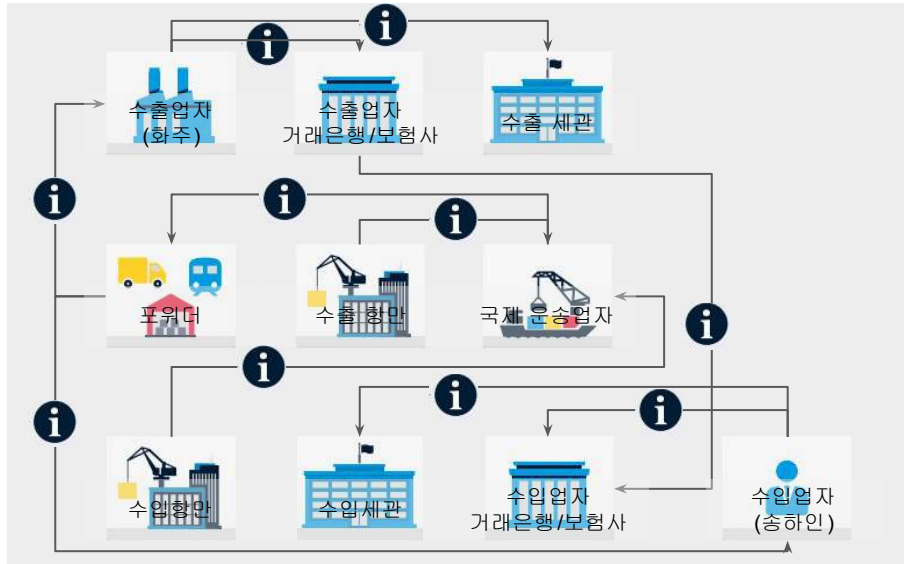 수출업자
(화주)
수출업자
거래은행/보험사
수출 세관
포워더
수출 항만
국제 운송업자
수입항만
수입세관
수입업자
거래은행/보험사
수입업자
(송하인)